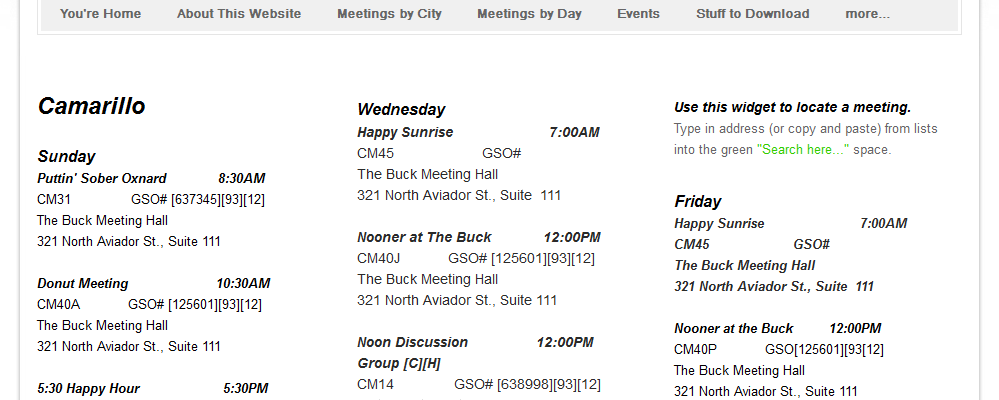 You're Home About This Website Meetings by City Meetings by Day Events Stuff to Download more...
Camarillo
Sunday
Puttin' Sober Oxnard 8:30AM
CM31 GSO# [637345][93][12]
The Buck Meeting Hall
321 North Aviador St., Suite 111
Donut Meeting 10:30AM
CM40A GSO# [125601][93][12]
The Buck Meeting Hall
321 North Aviador St., Suite 111
5:30 Happy Hour 5:30PM
Wednesday
Happy Sunrise 7:00AM
CM45 GSO#
The Buck Meeting Hall
321 North Aviador St., Suite 111
Nooner at The Buck 12:00PM
CM40J GSO# [125601][93][12]
The Buck Meeting Hall
321 North Aviador St., Suite 111
Noon Discussion 12:00PM
Group [C][H]
CM14 GSO# [638998][93][12]
Use this widget to locate a meeting.
Type in address (or copy and paste) from lists
into the green "Search here..." space.
Friday
Happy Sunrise 7:00AM
CM45 GSO#
The Buck Meeting Hall
321 North Aviador St., Suite 111
Nooner at the Buck 12:00PM
CM40P GSO[125601][93][12]
The Buck Meeting Hall
321 North Aviador St., Suite 111